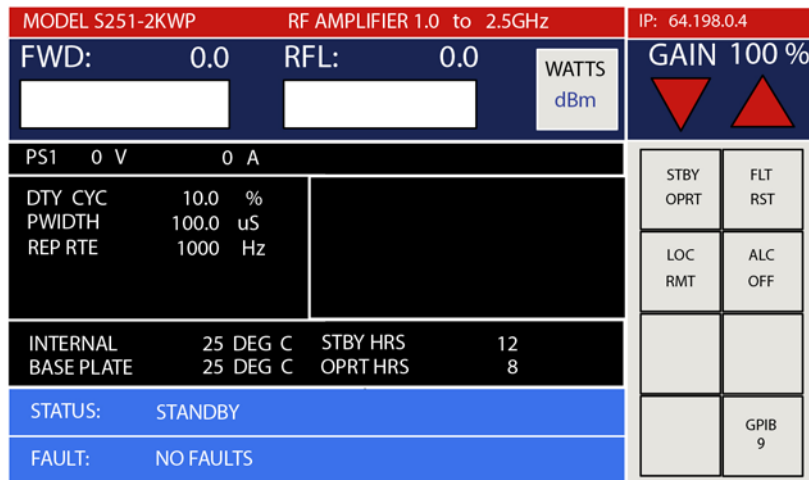 MODEL S251-2KWP RF AMPLIFIER 1.0 to 2.5GHz
IP: 64.198.0.4
FWD: 0.0 RFL: 0.0
WATTS
dBm
GAIN 100 %
PS1 0 V 0 A
DTY CYC 10.0 %
PWIDTH 100.0 uS
REP RTE 1000 Hz
INTERNAL 25 DEG C STBY HRS 12
BASE PLATE 25 DEG C OPRT HRS 8
STATUS: STANDBY
FAULT: NO FAULTS
STBY
OPRT
FLT
RST
LOC
RMT
ALC
OFF
GPIB
9